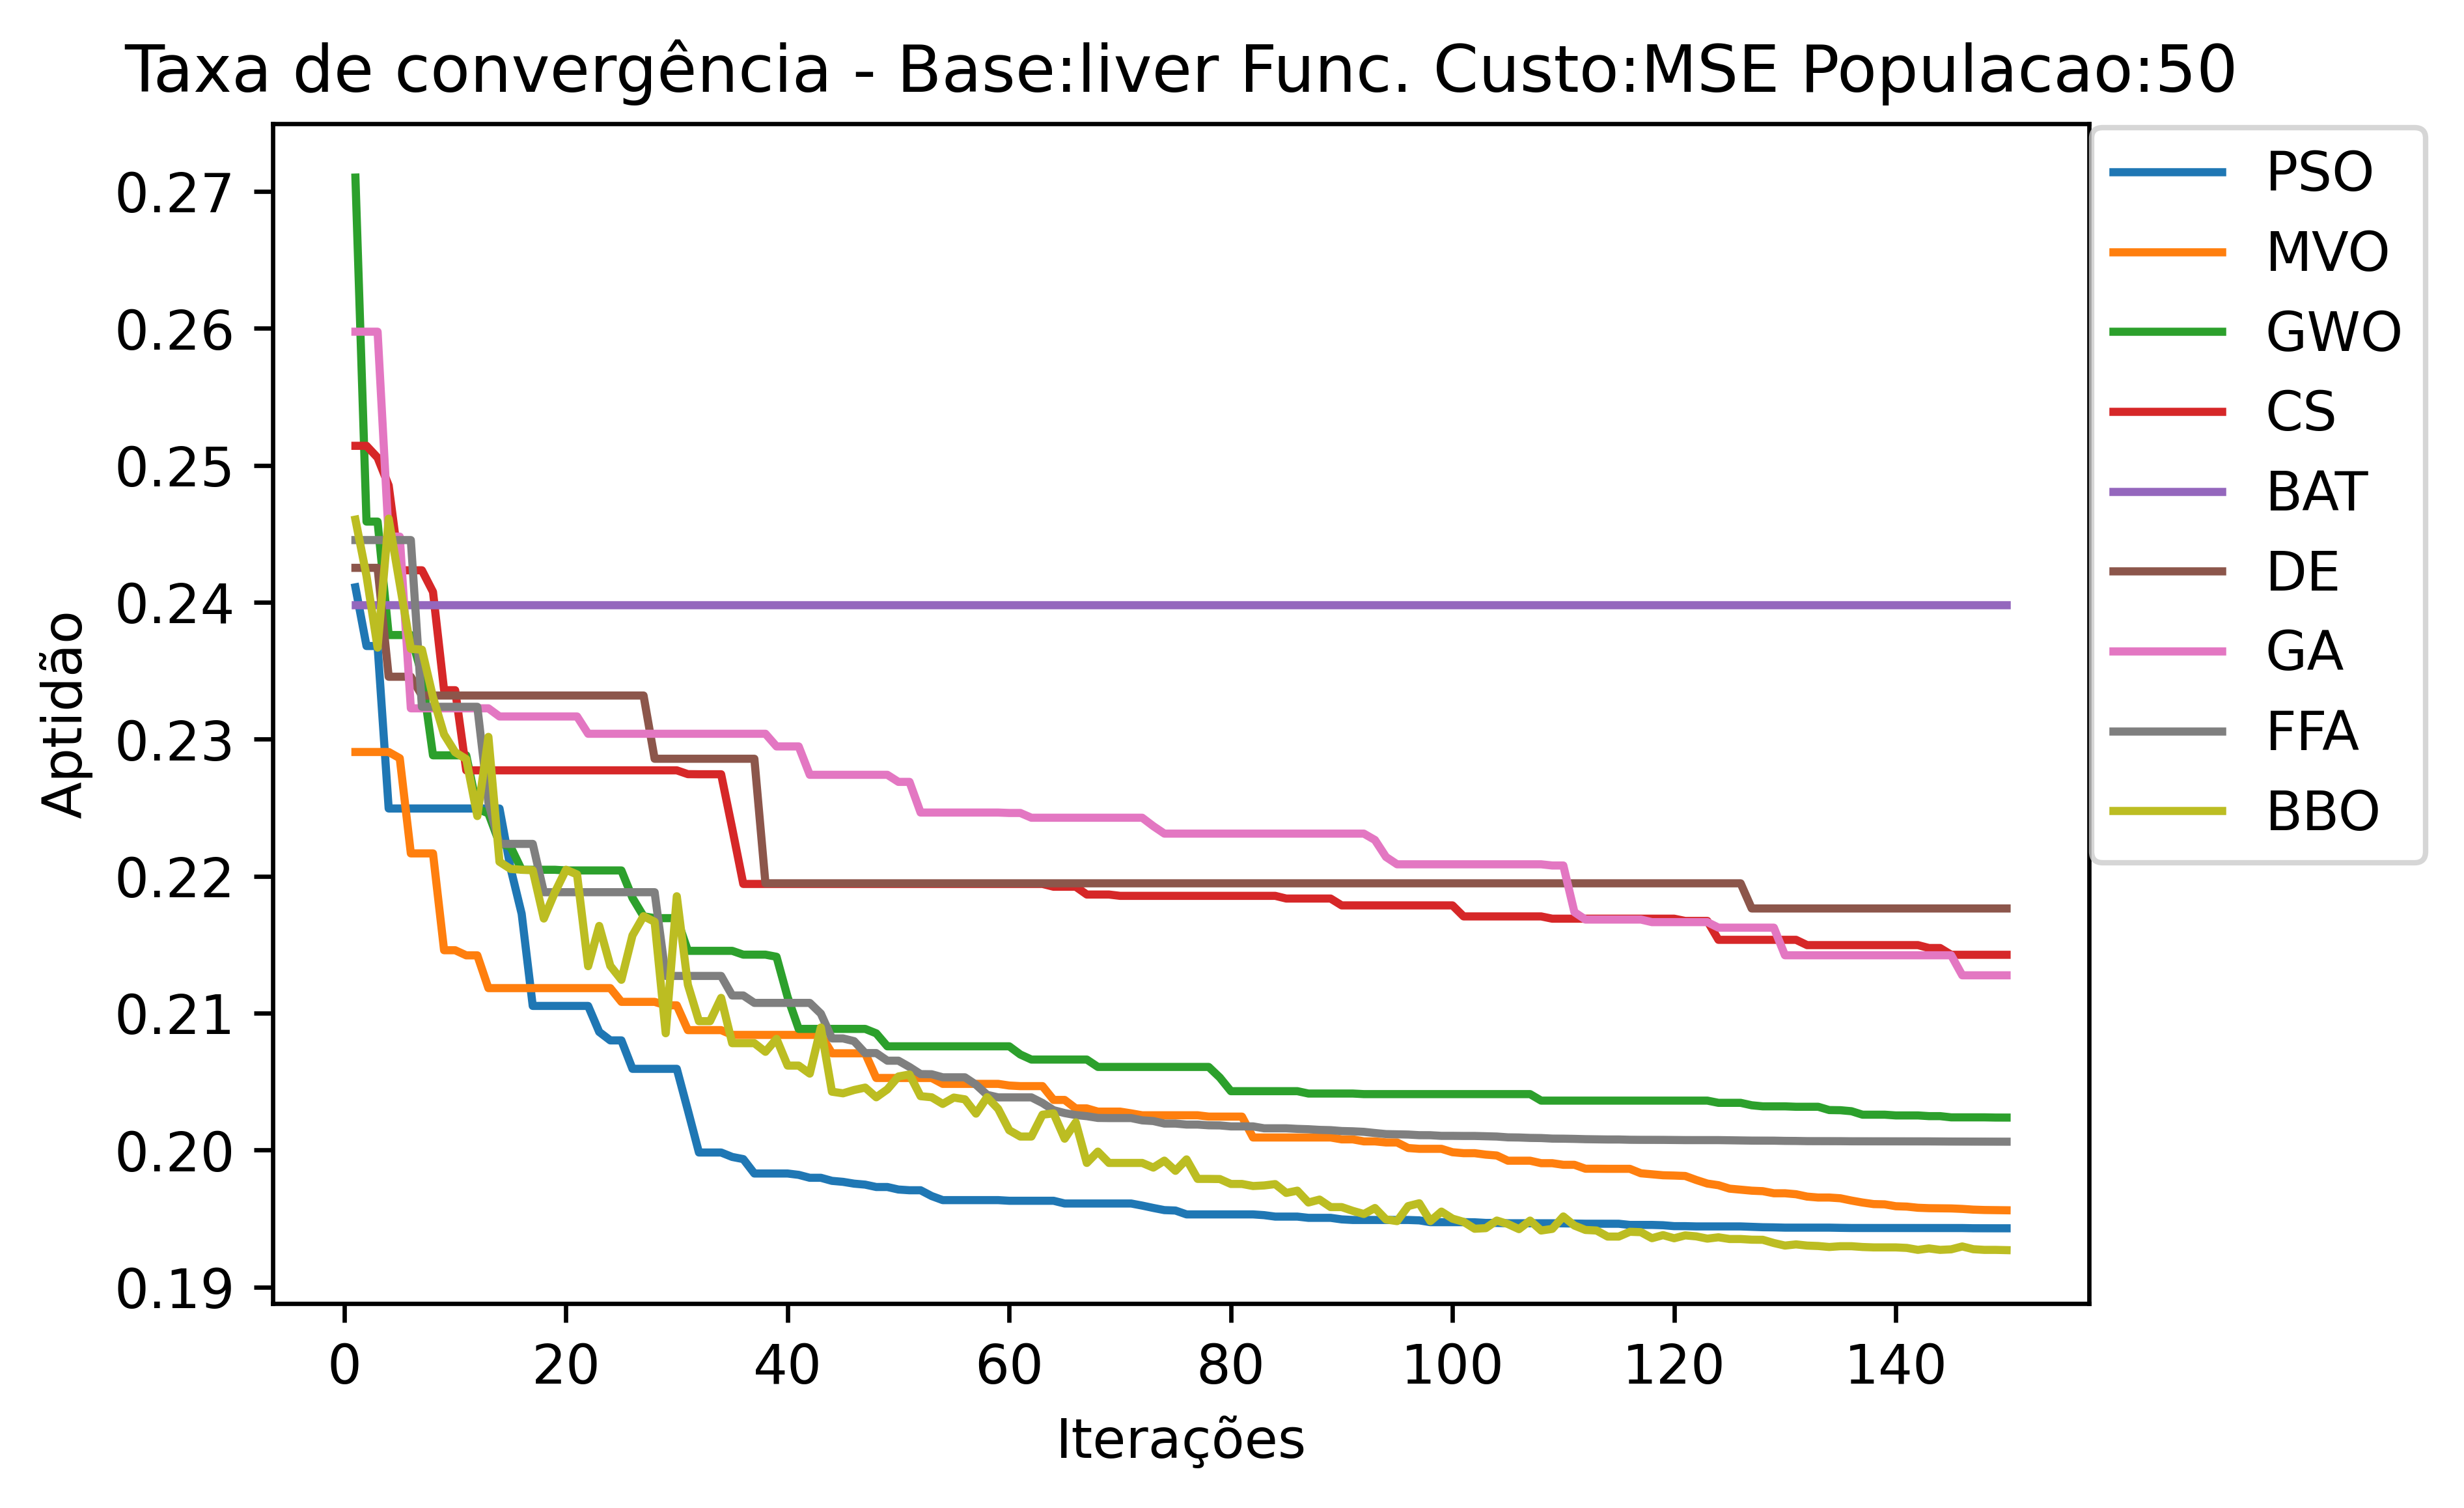 Taxa de convergência - Base:liver Func. Custo:MSE Populacao:50
0.27
0.26
0.25
0.24
0.23
0.22
0.21
0.20
0.19
Aptidão
0 20 40 60 80 100 120 140
Iterações
PSO
MVO
GWO
CS
BAT
DE
GA
FFA
BBO